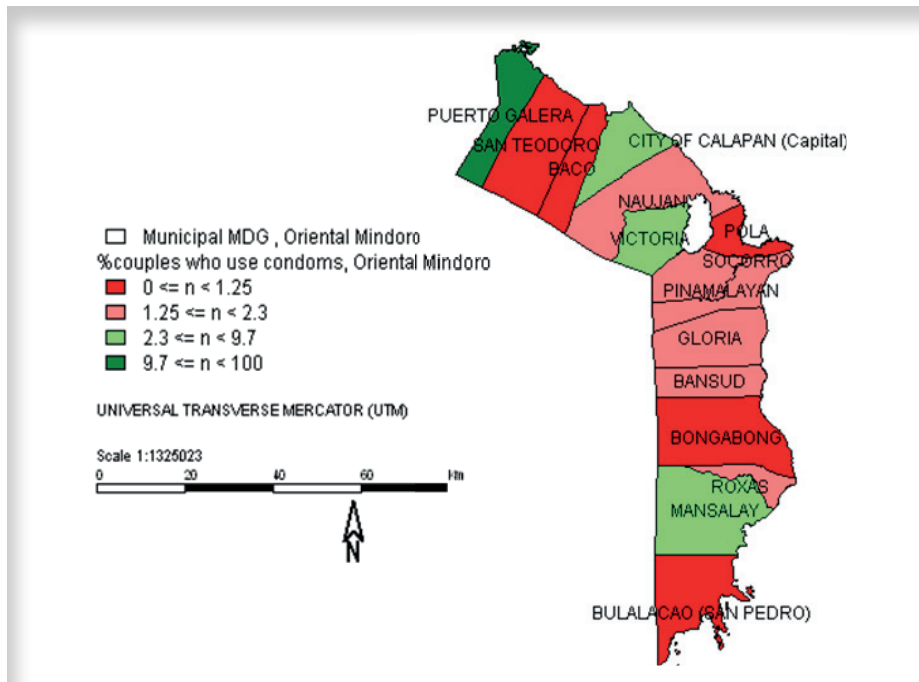 PUERTO GALERA
SAN TEODORO
BACO
CITY OF CALAPAN (Capital)
NAUJAN
VICTORIA
POLA
SOCORRO
PINAMALAYAN
GLORIA
BANSUD
BONGABONG
ROXAS
MANSALAY
BULALACAO (SAN PEDRO)
Municipal MDG , Oriental Mindoro
%couples who use condoms, Oriental Mindoro
0 <= n < 1.25
1.25 <= n < 2.3
2.3 <= n < 9.7
9.7 <= n < 100
UNIVERSAL TRANSVERSE MERCATOR (UTM)
Scale 1:1325023
0 20 40 60 km
N